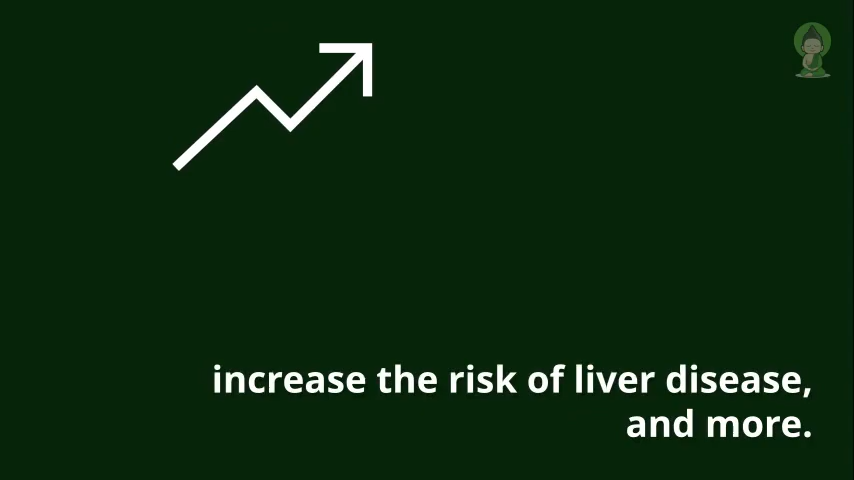 increase the risk of liver disease,
and more.